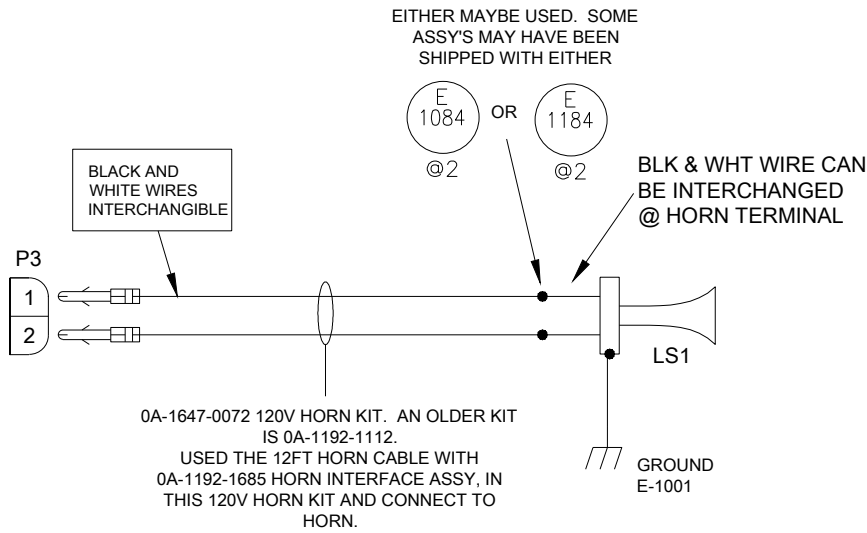 EITHER MAYBE USED.  SOME
ASSY'S MAY HAVE BEEN
SHIPPED WITH EITHER
E
1084
@2
OR
E
1184
@2
BLACK AND
WHITE WIRES
INTERCHANGIBLE
BLK & WHT WIRE CAN
BE INTERCHANGED
@ HORN TERMINAL
P3
1
2
LS1
0A-1647-0072 120V HORN KIT.  AN OLDER KIT
IS 0A-1192-1112.
USED THE 12FT HORN CABLE WITH
0A-1192-1685 HORN INTERFACE ASSY, IN
THIS 120V HORN KIT AND CONNECT TO
HORN.
GROUND
E-1001